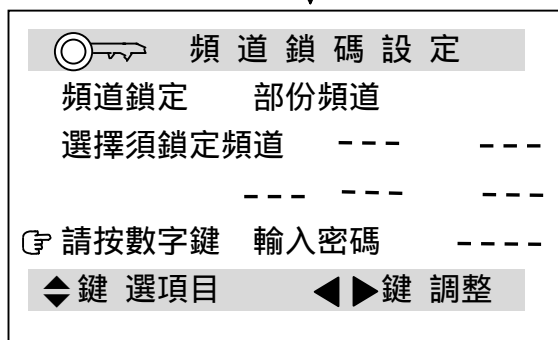 頻道鎖碼設定
頻道鎖定 部份頻道
選擇須鎖定頻道 --- ---
--- --- ---
☞請按數字鍵 輸入密碼 ----
◆鍵 選項目 ◀▶鍵 調整